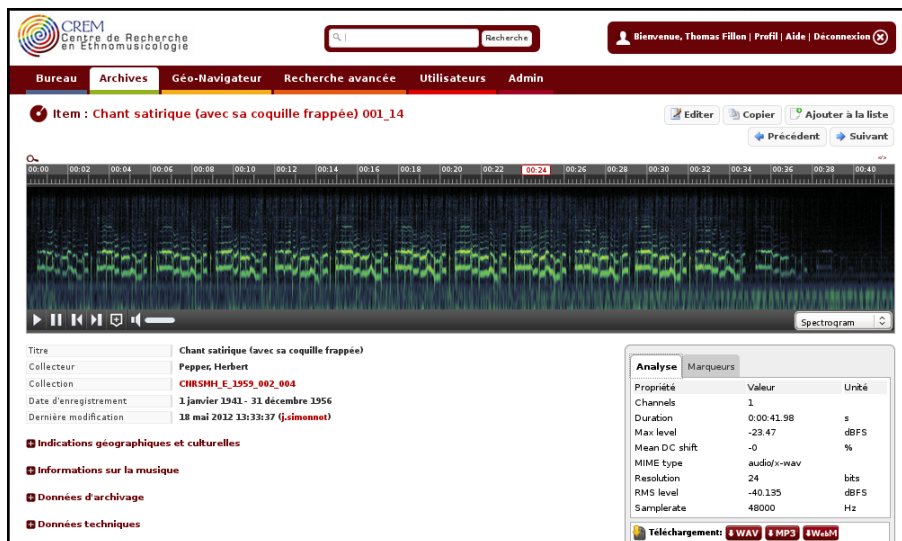 CREM
Centre de Recherche
en Ethnomusicologie
Recherche
Bienvenue, Thomas Fillon | Profil | Aide | Déconnexion
Bureau Archives Géo-Navigateur Recherche avancée Utilisateurs Admin
Item : Chant satirique (avec sa coquille frappée) 001_14
Editer Copier Ajouter à la liste
Précédent Suivant
00:00 00:02 00:04 00:06 00:08 00:10 00:12 00:14 00:16 00:18 00:20 00:22 00:24 00:26 00:28 00:30 00:32 00:34 00:36 00:38 00:40
Spectrogram
Titre Chant satirique (avec sa coquille frappée)
Collecteur Pepper, Herbert
Collection CNRSMH_E_1959_002_004
Date d'enregistrement 1 janvier 1941 - 31 décembre 1956
Dernière modification 18 mai 2012 13:33:37 (j.simonnot)
Indications géographiques et culturelles
Informations sur la musique
Données d'archivage
Données techniques
Analyse Marqueurs
Propriété Valeur Unité
Channels 1
Duration 0:00:41.98 s
Max level -23.47 dBFS
Mean DC shift -0 %
MIME type audio/x-wav
Resolution 24 bits
RMS level -40.135 dBFS
Samplerate 48000 Hz
Téléchargement: WAV MP3 WebM